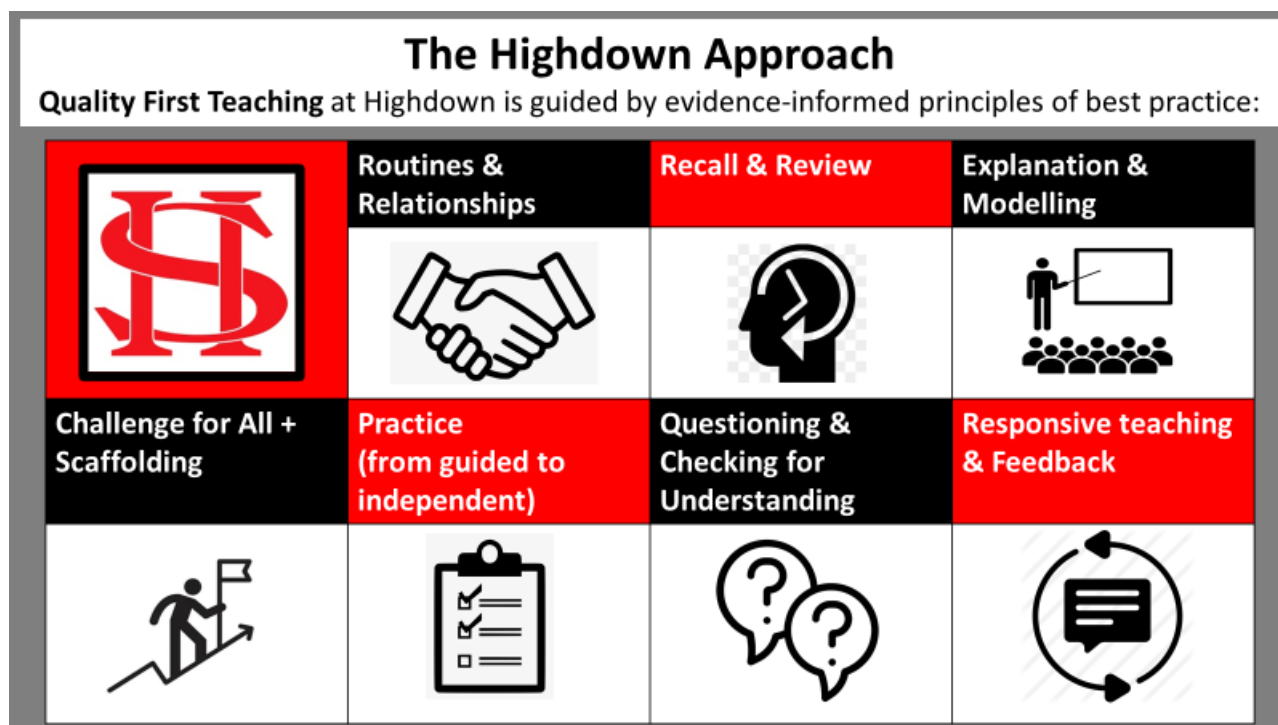 The Highdown Approach
Quality First Teaching at Highdown is guided by evidence-informed principles of best practice:
HS
Routines &
Relationships
Recall & Review
Explanation &
Modelling
Challenge for All +
Scaffolding
Practice
(from guided to
independent)
Questioning &
Checking for
Understanding
Responsive teaching
& Feedback
? ?